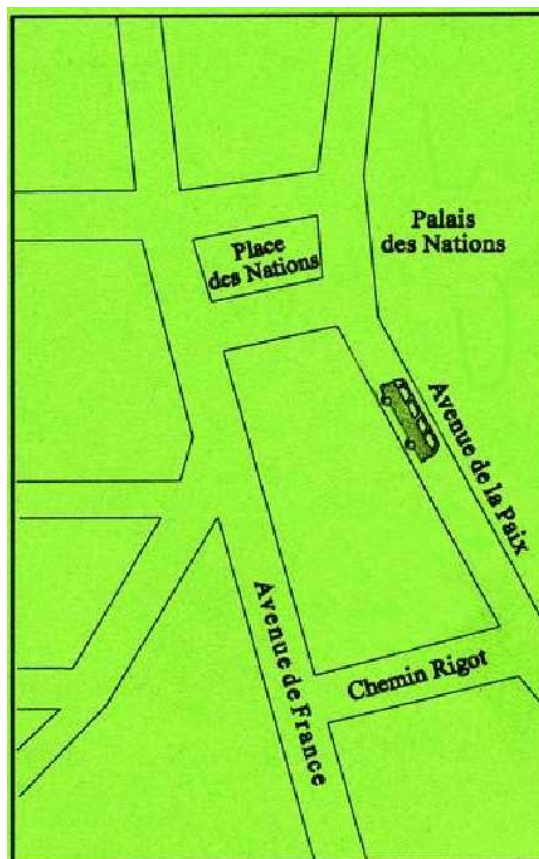 Palais
des Nations
Place
des Nations
Avenue de la Paix
Avenue de France
Chemin Rigot